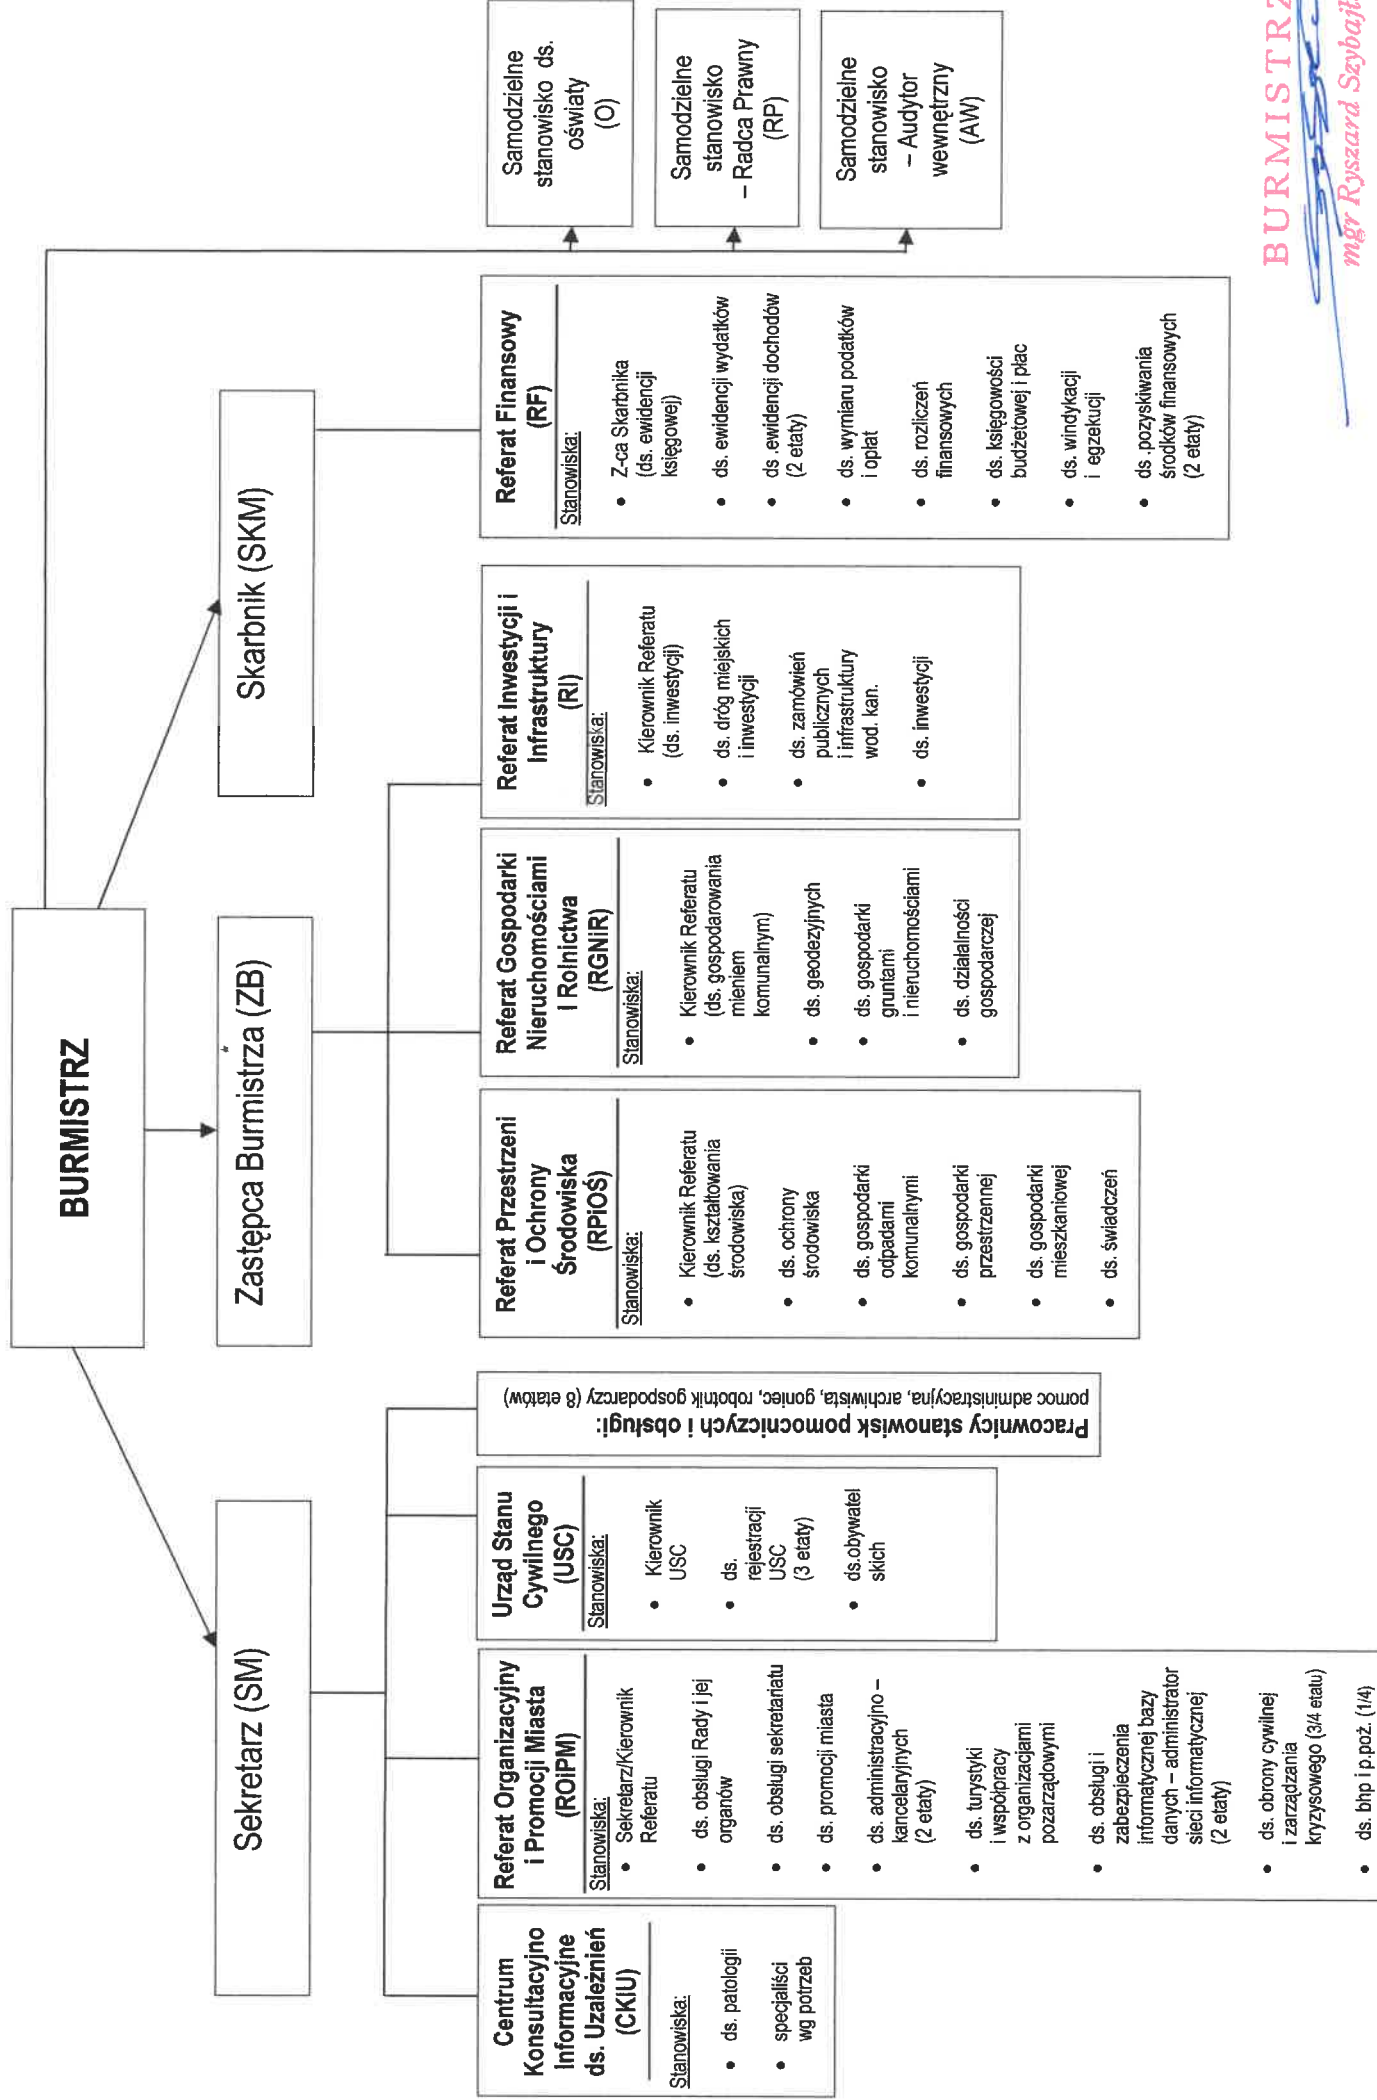 BURMISTRZ
Sekretarz (SM)
Zastępca Burmistrza (ZB)
Skarbnik (SKM)
Centrum
Konsultacyjno
Informacyjne
ds. Uzależnień
(CKIU)
Stanowiska:
• ds. patologii
• specjaliści
wg potrzeb
Referat Organizacyjny
i Promocji Miasta
(ROIPM)
Stanowiska:
• Sekretarz/Kierownik
Referatu
• ds. obsługi Rady i jej
organów
• ds. obsługi sekretariatu
• ds. promocji miasta
• ds. administracyjno –
kancelaryjnych
(2 etaty)
• ds. turystyki
i współpracy
z organizacjami
pozarządowymi
• ds. obsługi i
zabezpieczenia
informatycznej bazy
danych – administrator
sieci informatycznej
(2 etaty)
• ds. obrony cywilnej
i zarządzania
kryzysowego (3/4 etatu)
• ds. bhp i p.poż. (1/4)
Urząd Stanu
Cywilnego
(USC)
Stanowiska:
• Kierownik
USC
• ds.
rejestracji
USC
(3 etaty)
• ds.obywatel
skich
Pracownicy stanowisk pomocniczych i obsługi:
pomoc administracyjna, archiwista, goniec, robotnik gospodarczy (8 etatów)
Referat Przestrzeni
i Ochrony
Środowiska
(RPIOŚ)
Stanowiska:
• Kierownik Referatu
(ds. kształtowania
środowiska)
• ds. ochrony
środowiska
• ds. gospodarki
odpadami
komunalnymi
• ds. gospodarki
przestrzennej
• ds. gospodarki
mieszkaniowej
• ds. świadczeń
Referat Gospodarki
Nieruchomościami
I Rolnictwa
(RGNIR)
Stanowiska:
• Kierownik Referatu
(ds. gospodarowania
mieniem
komunalnym)
• ds. geodezyjnych
• ds. gospodarki
gruntami
i nieruchomościami
• ds. działalności
gospodarczej
Referat Inwestycji i
Infrastruktury
(RI)
Stanowiska:
• Kierownik Referatu
(ds. inwestycji)
• ds. dróg miejskich
i inwestycji
• ds. zamówień
publicznych
i infrastruktury
wod. kan.
• ds. inwestycji
Referat Finansowy
(RF)
Stanowiska:
• Z-ca Skarbnika
(ds. ewidencji
księgowej)
• ds. ewidencji wydatków
• ds .ewidencji dochodów
(2 etaty)
• ds. wymiaru podatków
i opłat
• ds. rozliczeń
finansowych
• ds. księgowości
budżetowej i płac
• ds. windykacji
i egzekucji
• ds .pozyskiwania
środków finansowych
(2 etaty)
Samodzielne
stanowisko ds.
oświaty
(O)
Samodzielne
stanowisko
– Radca Prawny
(RP)
Samodzielne
stanowisko
– Audytor
wewnętrzny
(AW)
BURMISTRZ
mgr Ryszard